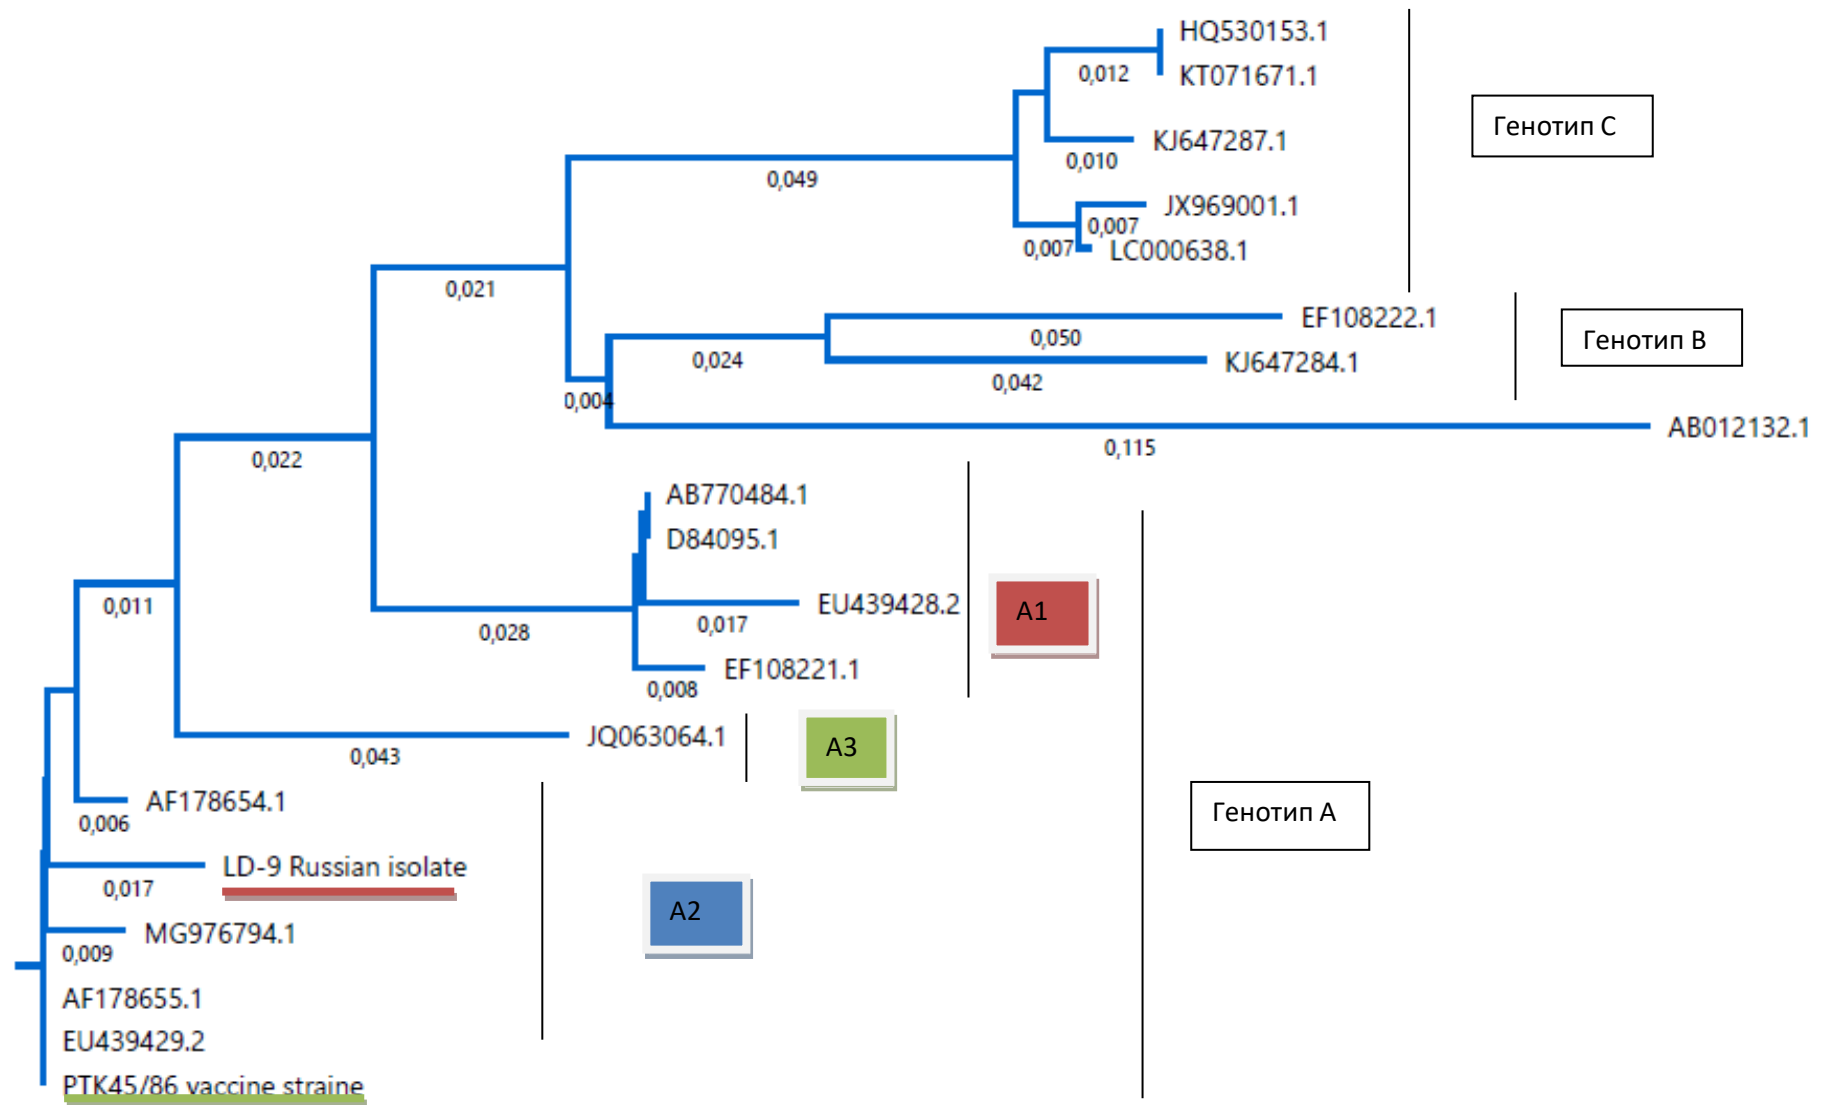 HQ530153.1
0,012
KT071671.1
Генотип С
KJ647287.1
0,010
0,049
JX969001.1
0,007
0,007
LC000638.1
0,021
EF108222.1
0,050
Генотип В
0,024
KJ647284.1
0,042
0,004
AB012132.1
0,115
0,022
AB770484.1
D84095.1
EU439428.2
0,017
A1
0,011
0,028
EF108221.1
0,008
JQ063064.1
0,043
A3
AF178654.1
0,006
Генотип А
LD-9 Russian isolate
0,017
A2
MG976794.1
0,009
AF178655.1
EU439429.2
PTK45/86 vaccine straine